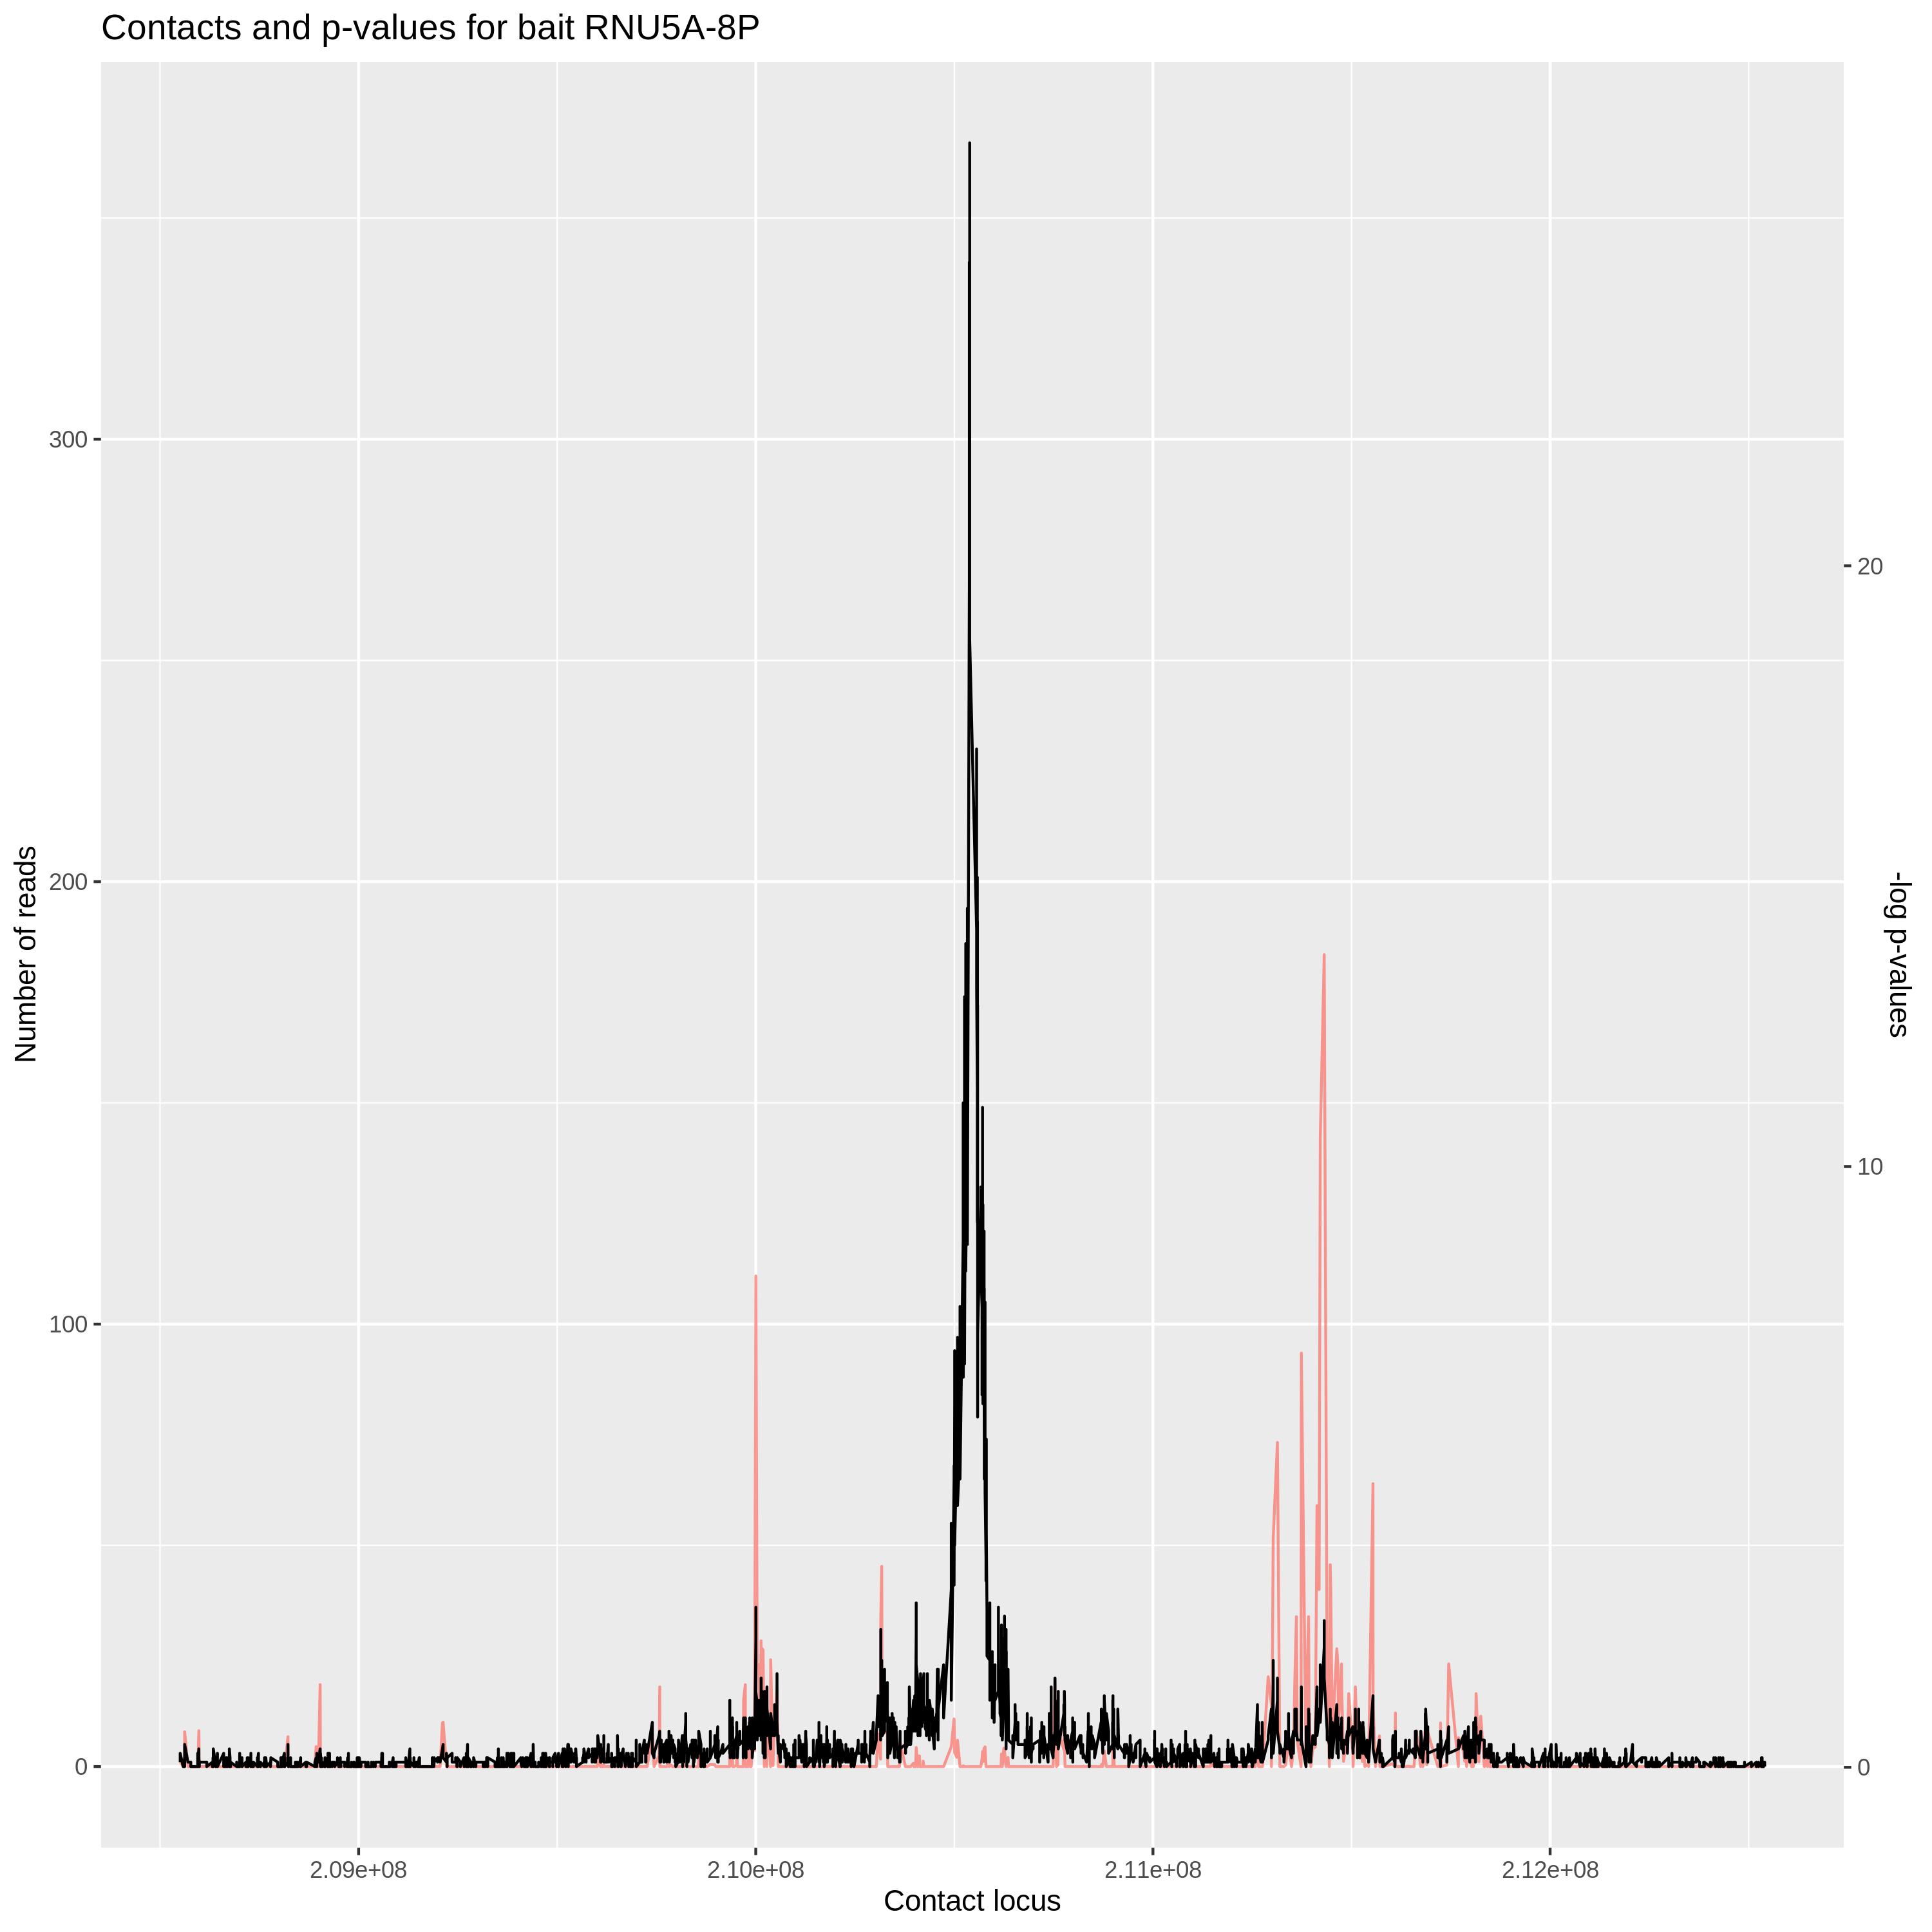 Contacts and p-values for bait RNU5A-8P
300
200
100
0
Number of reads
20
10
0
-log p-values
2.09e+08
2.10e+08
2.11e+08
2.12e+08
Contact locus